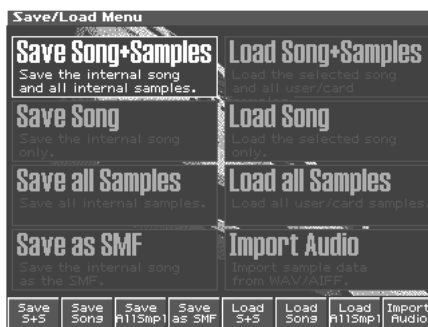 Save/Load Menu
Save Song+Samples
Save the internal song
and all internal samples.
Load Song+Samples
Load the selected song
and all user/card
samples.
Save Song
Save the internal song
only.
Load Song
Load the selected song
only.
Save all Samples
Save all internal samples.
Load all Samples
Load all user/card samples.
Save as SMF
Save the internal song
as the SMF.
Import Audio
Import sample data
from WAV/AIFF.
Save S+S
Save Song
Save AllSmpl
Save as SMF
Load S+S
Load Song
Load AllSmpl
Import Audio